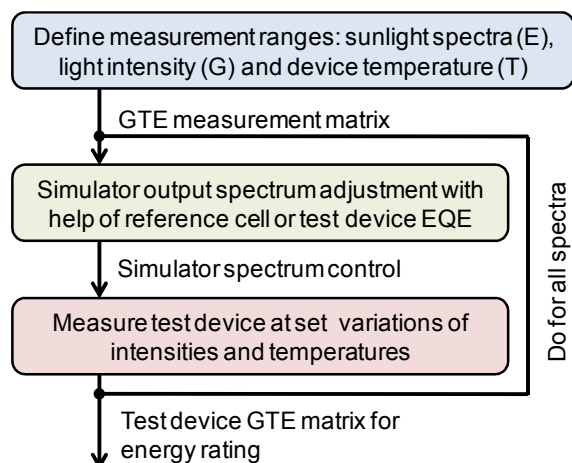 Define measurement ranges: sunlight spectra (E),
light intensity (G) and device temperature (T)
GTE measurement matrix
Simulator output spectrum adjustment with
help of reference cell or test device EQE
Simulator spectrum control
Measure test device at set variations of
intensities and temperatures
Do for all spectra
Test device GTE matrix for
energy rating